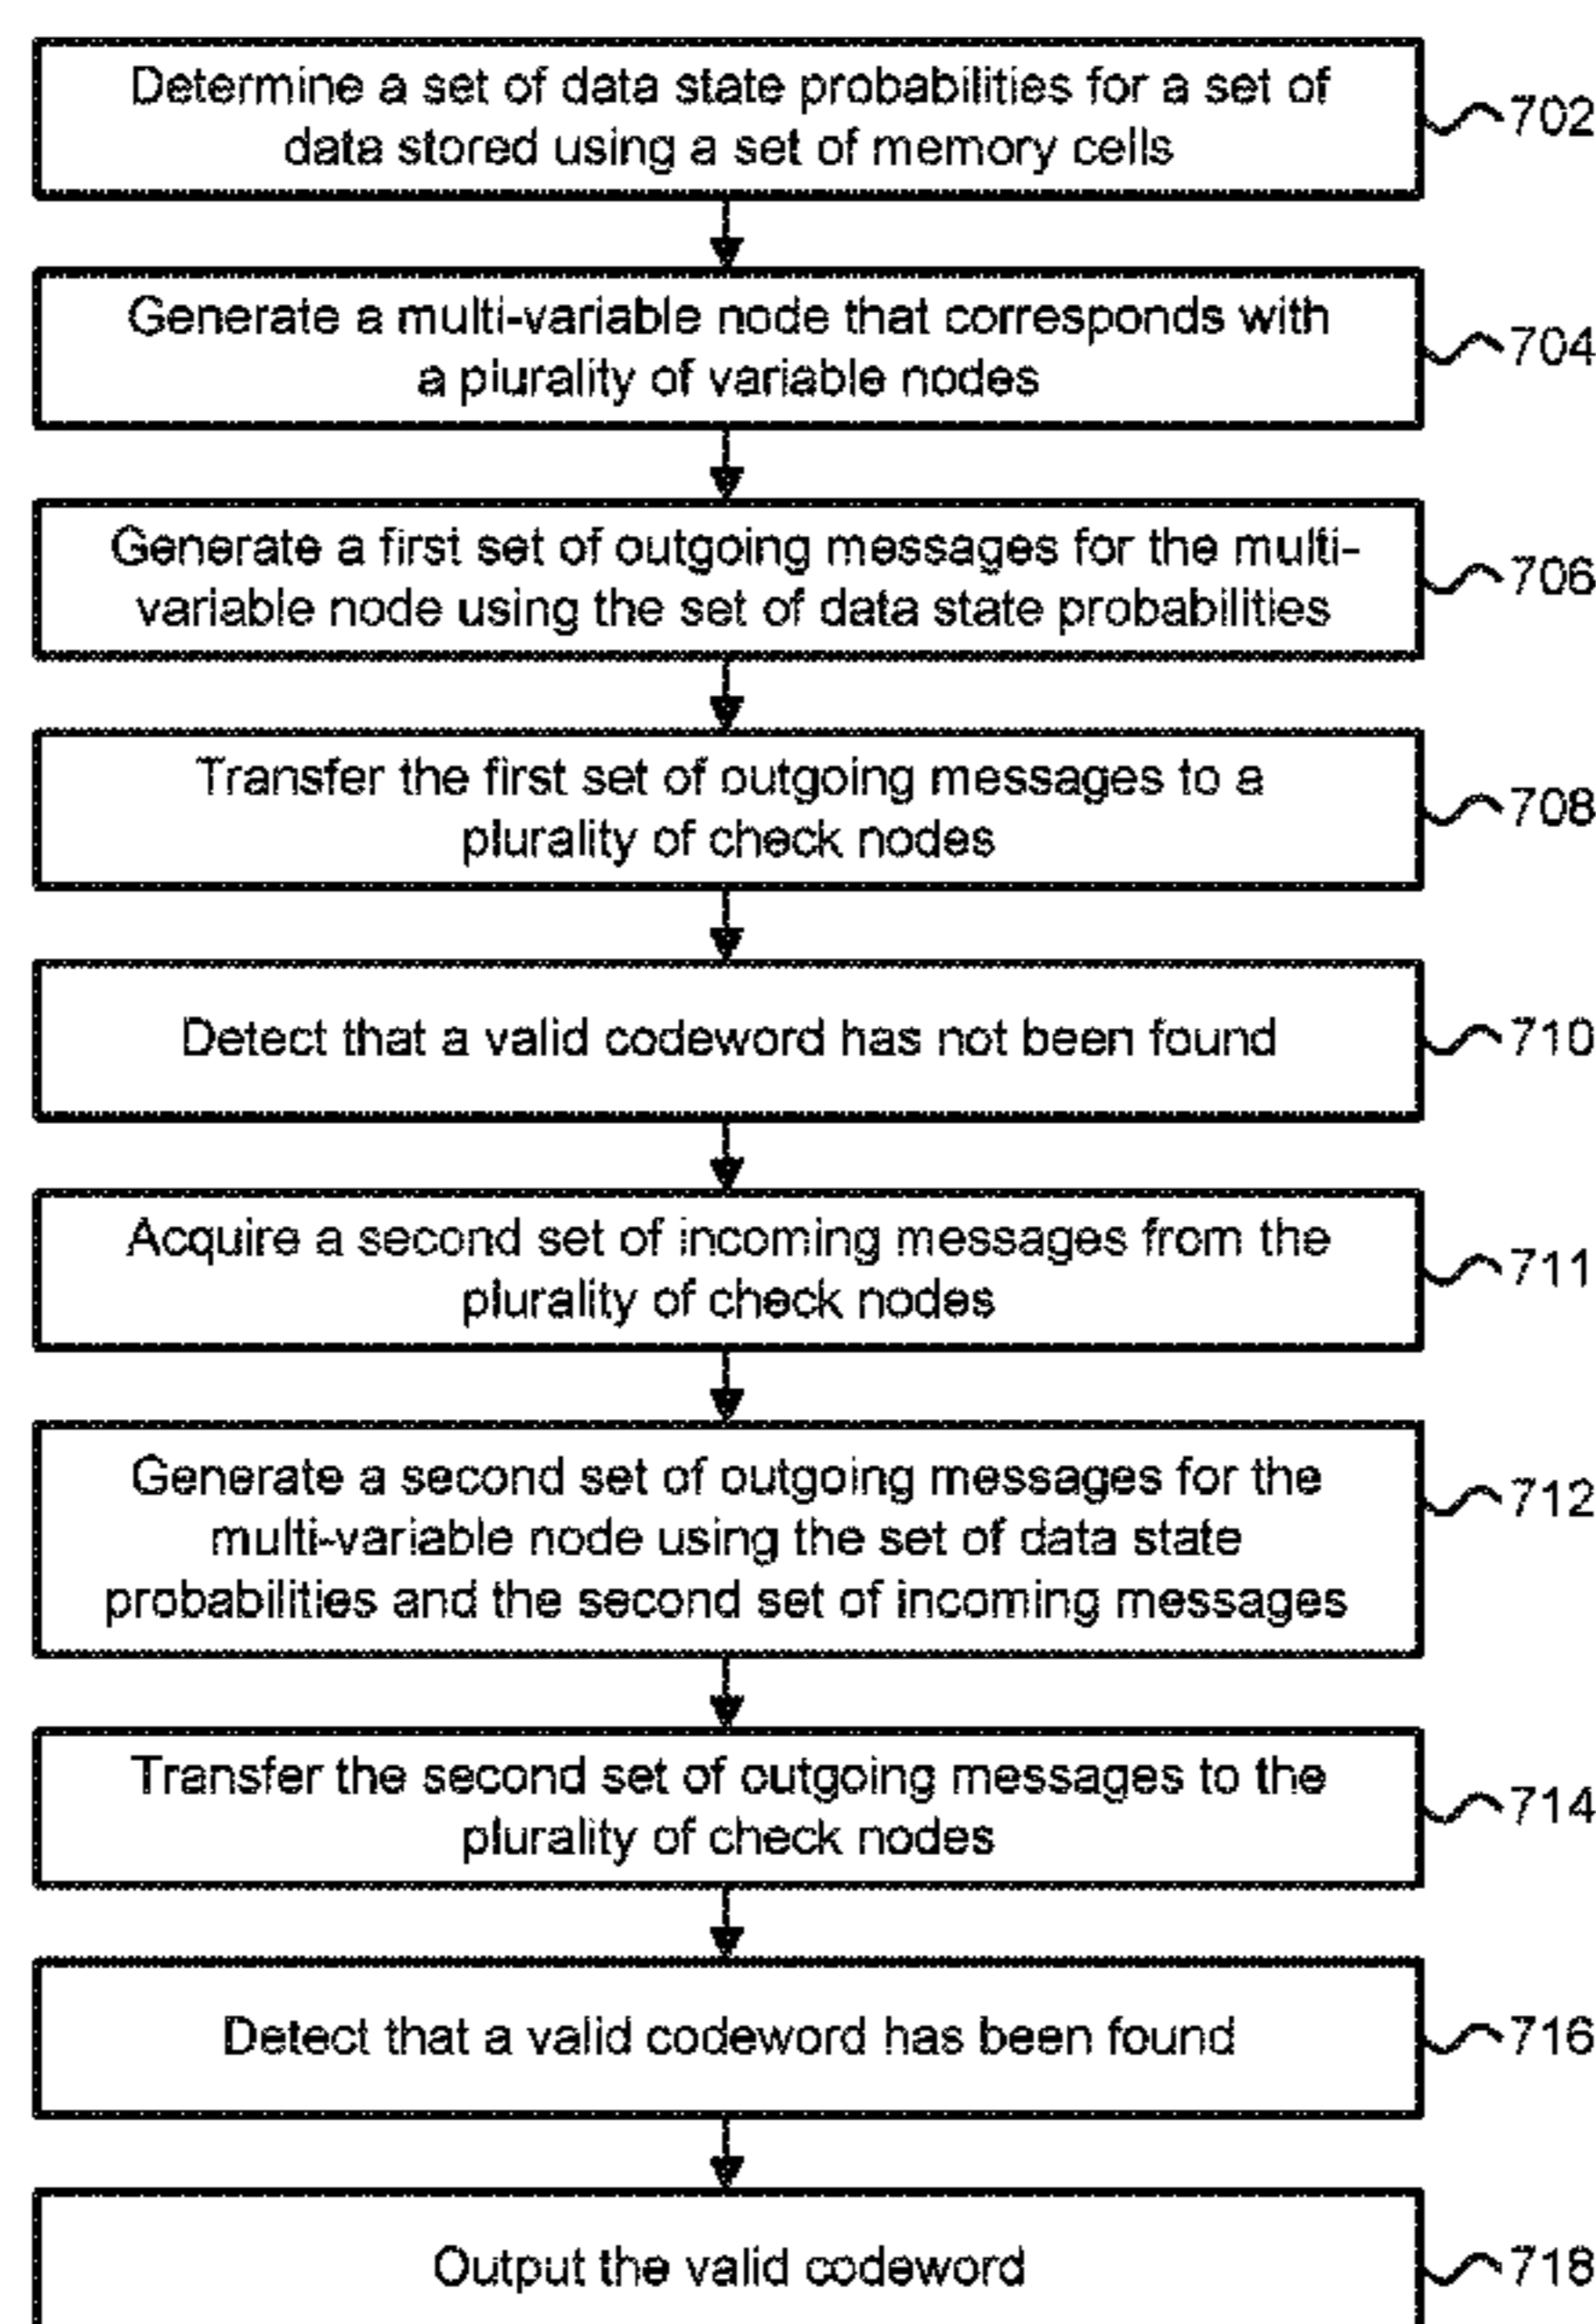 Determine a set of data state probabilities for a set of
data stored using a set of memory cells
702
Generate a multi-variable node that corresponds with
a plurality of variable nodes
704
Generate a first set of outgoing messages for the multi-
variable node using the set of data state probabilities
706
Transfer the first set of outgoing messages to a
plurality of check nodes
708
Detect that a valid codeword has not been found
710
Acquire a second set of incoming messages from the
plurality of check nodes
711
Generate a second set of outgoing messages for the
multi-variable node using the set of data state
probabilities and the second set of incoming messages
712
Transfer the second set of outgoing messages to the
plurality of check nodes
714
Detect that a valid codeword has been found
716
Output the valid codeword
718